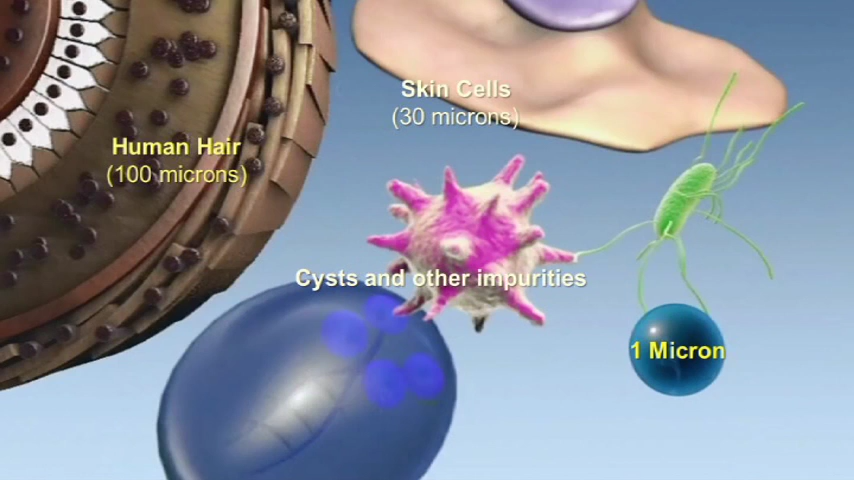 Skin Cells
(30 microns)
Human Hair
(100 microns)
Cysts and other impurities
1 Micron